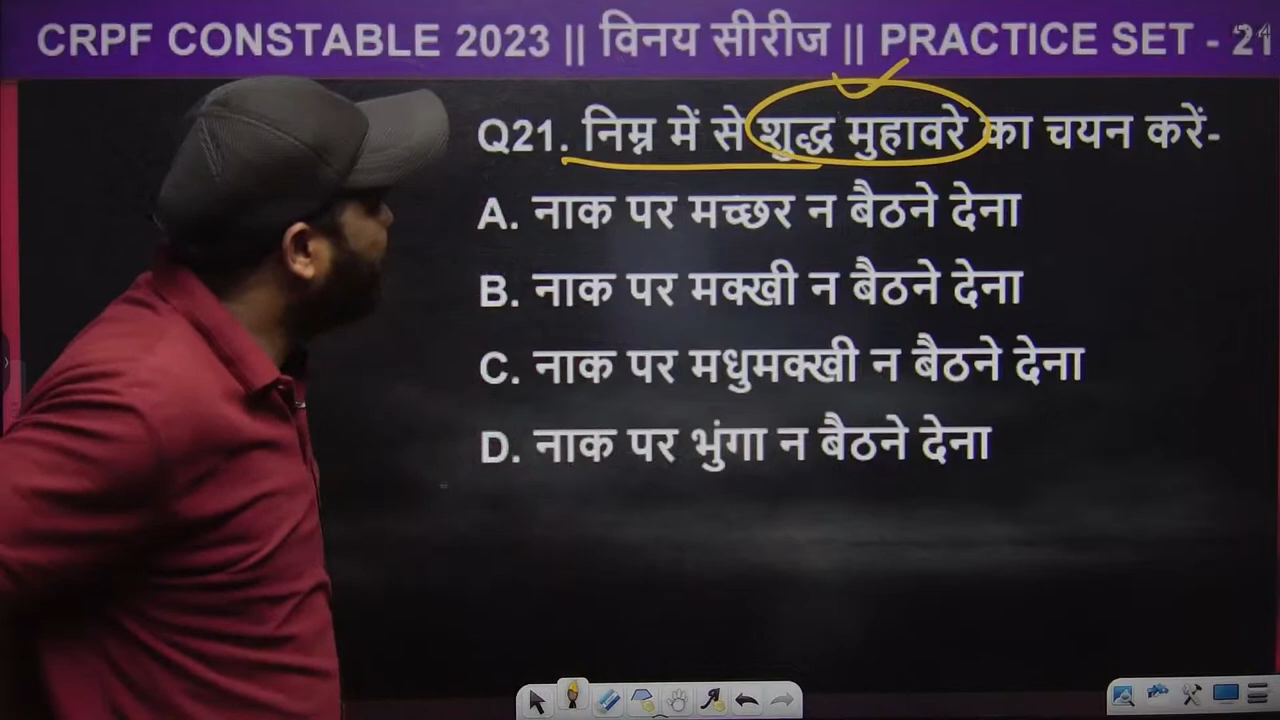 CRPF CONSTABLE 2023 || विनय सीरीज || PRACTICE SET - 21
Q21. निम्न में से शुद्ध मुहावरे का चयन करें-
A. नाक पर मच्छर न बैठने देना
B. नाक पर मक्खी न बैठने देना
C. नाक पर मधुमक्खी न बैठने देना
D. नाक पर भुंगा न बैठने देना